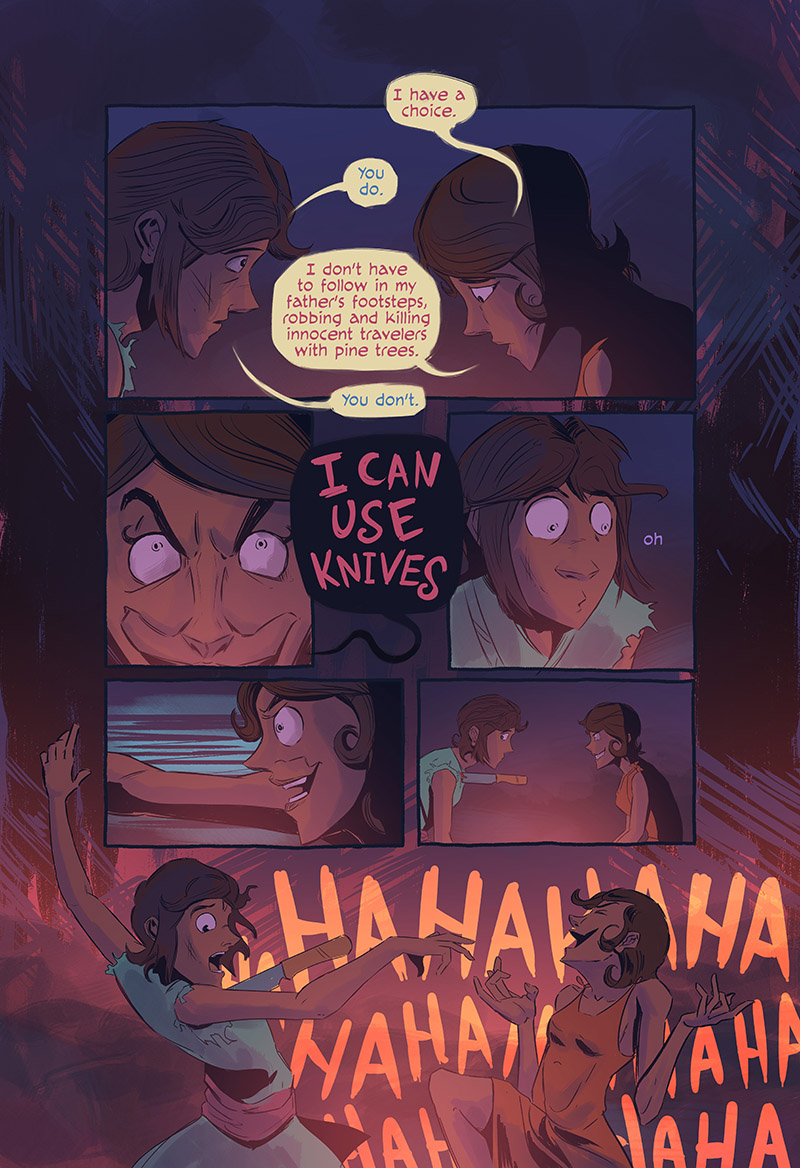 I have a
choice.
You
do.
I don't have
to follow in my
father's footsteps,
robbing and killing
innocent travelers
with pine trees.
You don't.
I CAN
USE
KNIVES
oh
HAHAHAHA
HAHAHAHAHA
HAHAHAHA